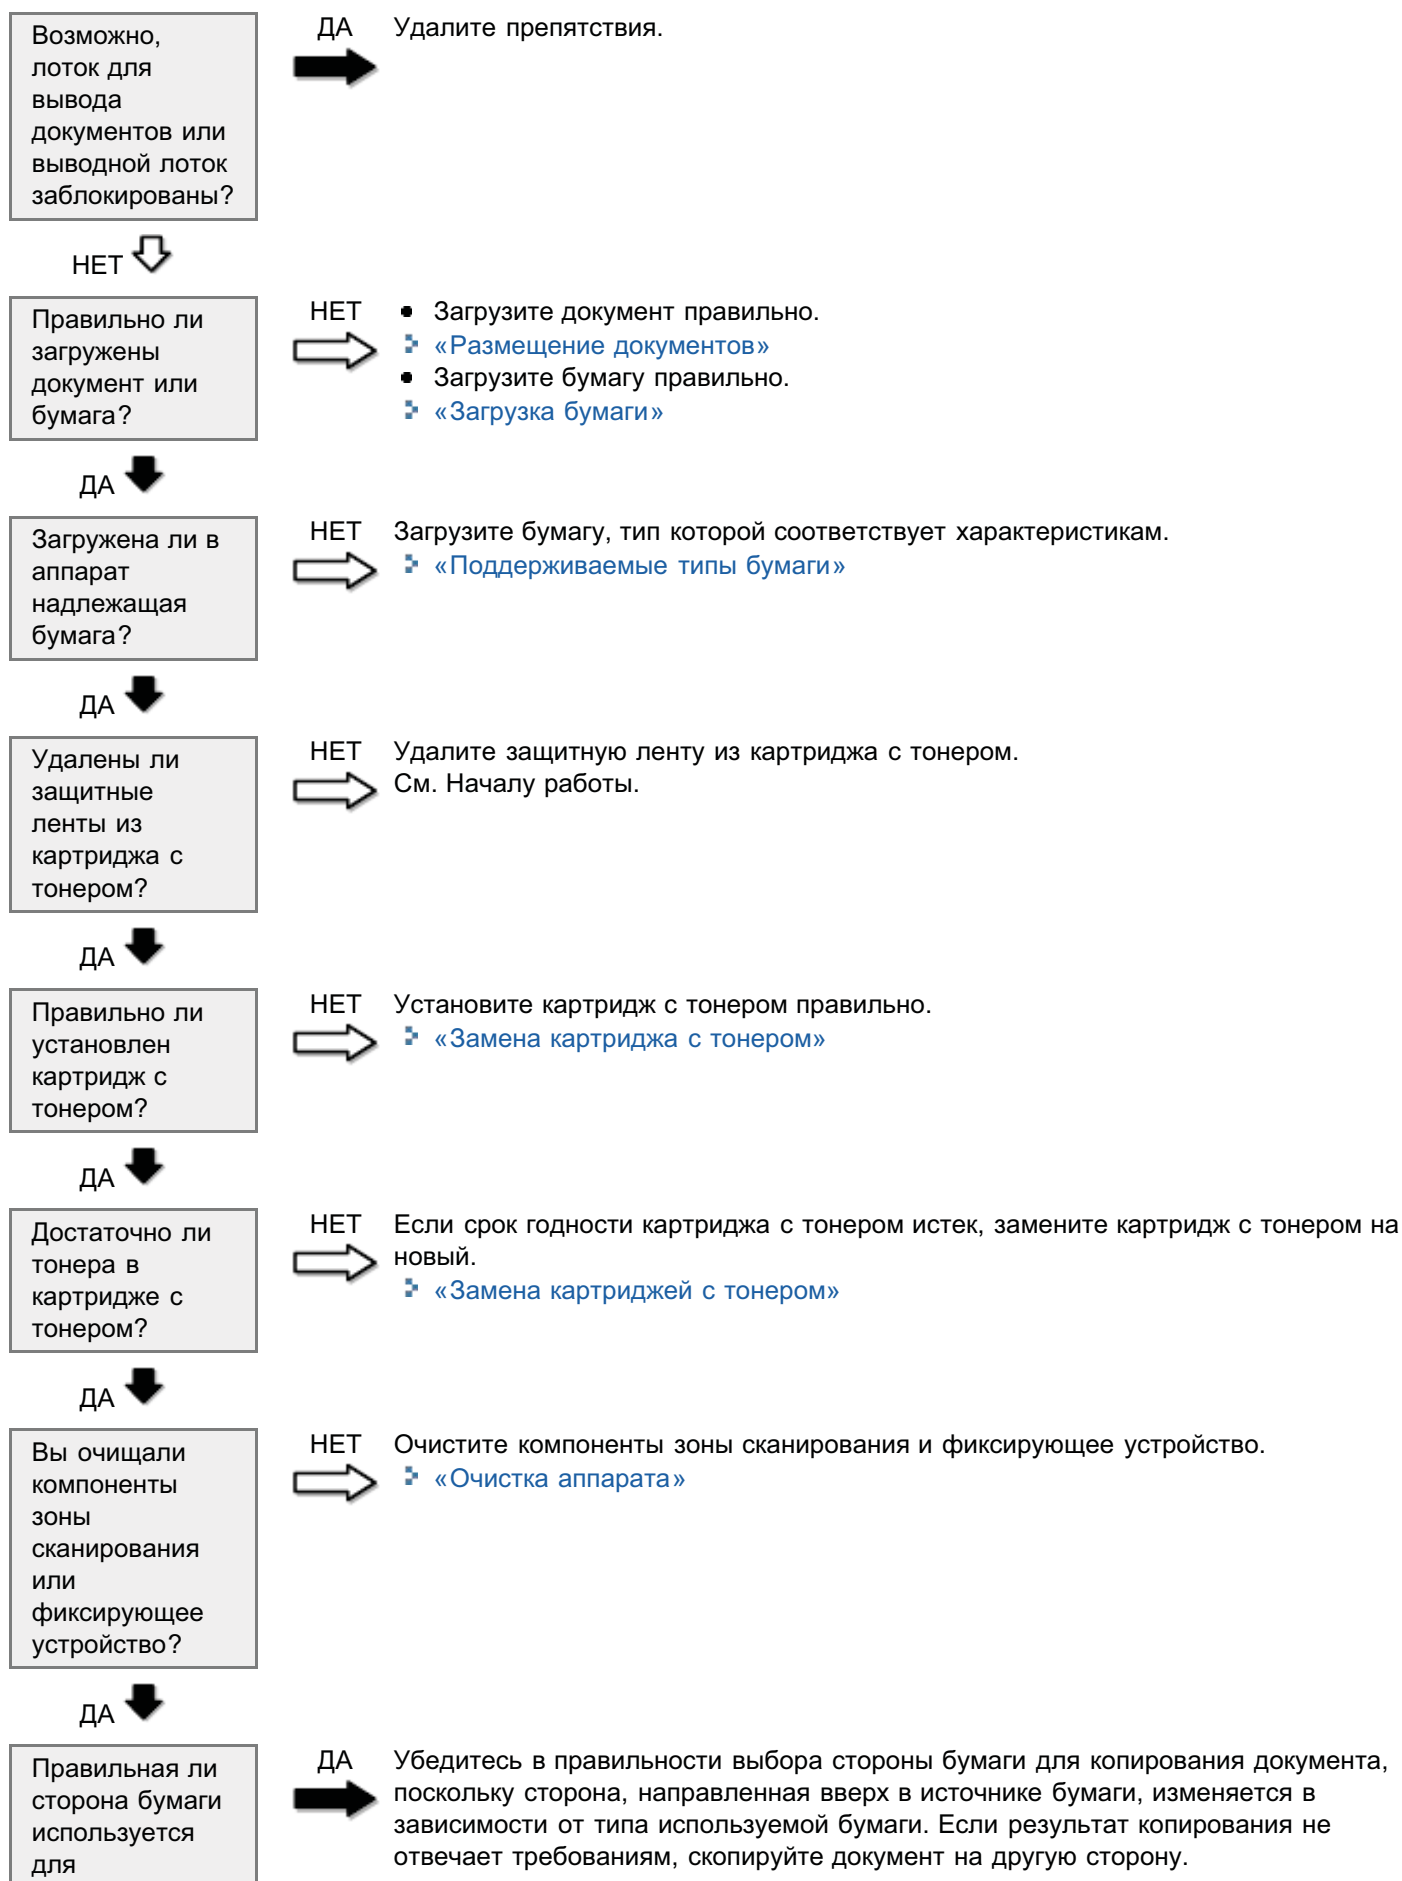 Возможно,
лоток для
вывода
документов или
выводной лоток
заблокированы?
ДА
Удалите препятствия.
НЕТ
Правильно ли
загружены
документ или
бумага?
НЕТ
Загрузите документ правильно.
«Размещение документов»
Загрузите бумагу правильно.
«Загрузка бумаги»
ДА
Загружена ли в
аппарат
надлежащая
бумага?
НЕТ
Загрузите бумагу, тип которой соответствует характеристикам.
«Поддерживаемые типы бумаги»
ДА
Удалены ли
защитные
ленты из
картриджа с
тонером?
НЕТ
Удалите защитную ленту из картриджа с тонером.
См. Началу работы.
ДА
Правильно ли
установлен
картридж с
тонером?
НЕТ
Установите картридж с тонером правильно.
«Замена картриджа с тонером»
ДА
Достаточно ли
тонера в
картридже с
тонером?
НЕТ
Если срок годности картриджа с тонером истек, замените картридж с тонером на
новый.
«Замена картриджей с тонером»
ДА
Вы очищали
компоненты
зоны
сканирования
или
фиксирующее
устройство?
НЕТ
Очистите компоненты зоны сканирования и фиксирующее устройство.
«Очистка аппарата»
ДА
Правильная ли
сторона бумаги
используется
для
ДА
Убедитесь в правильности выбора стороны бумаги для копирования документа,
поскольку сторона, направленная вверх в источнике бумаги, изменяется в
зависимости от типа используемой бумаги. Если результат копирования не
отвечает требованиям, скопируйте документ на другую сторону.